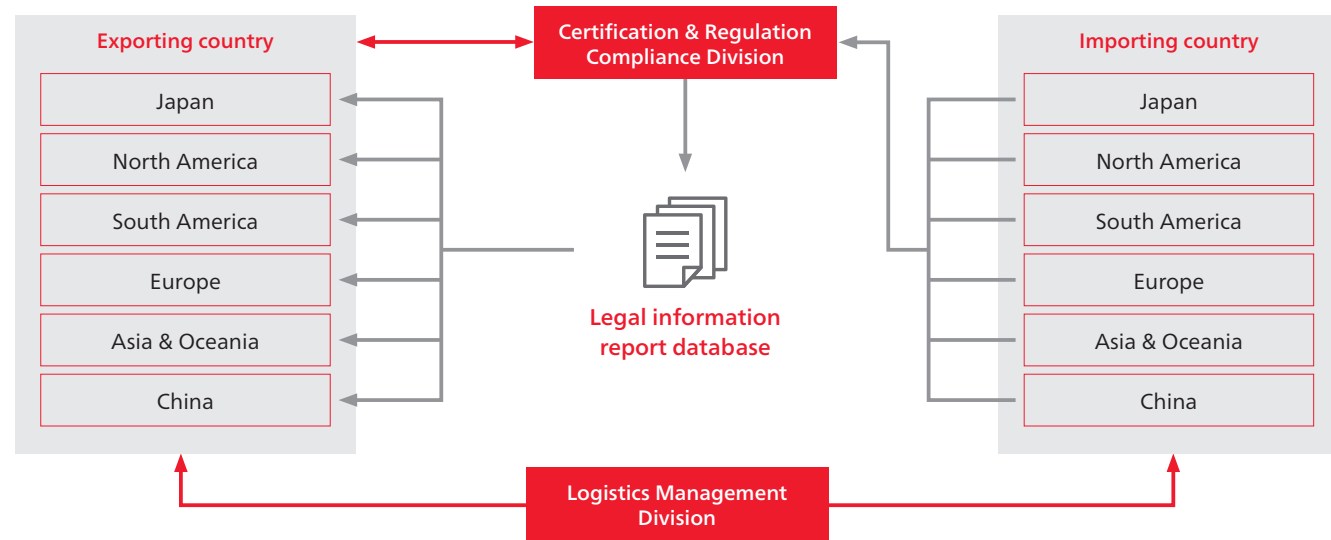 Exporting country
Japan
North America
South America
Europe
Asia & Oceania
China
Certification & Regulation
Compliance Division
Legal information
report database
Logistics Management
Division
Importing country
Japan
North America
South America
Europe
Asia & Oceania
China